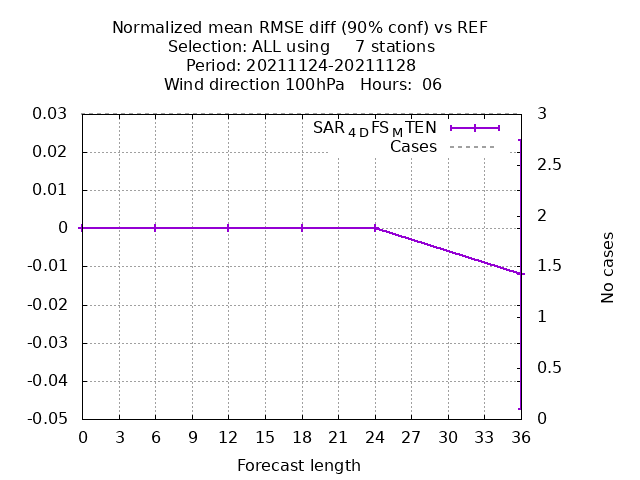 Normalized mean RMSE diff (90% conf) vs REF
Selection: ALL using     7 stations
Period: 20211124-20211128
Wind direction 100hPa   Hours:  06
0.03
0.02
0.01
0
-0.01
-0.02
-0.03
-0.04
-0.05
SAR4DFSMTEN
Cases
3
2.5
2
1.5
1
0.5
0
No cases
0 3 6 9 12 15 18 21 24 27 30 33 36
Forecast length